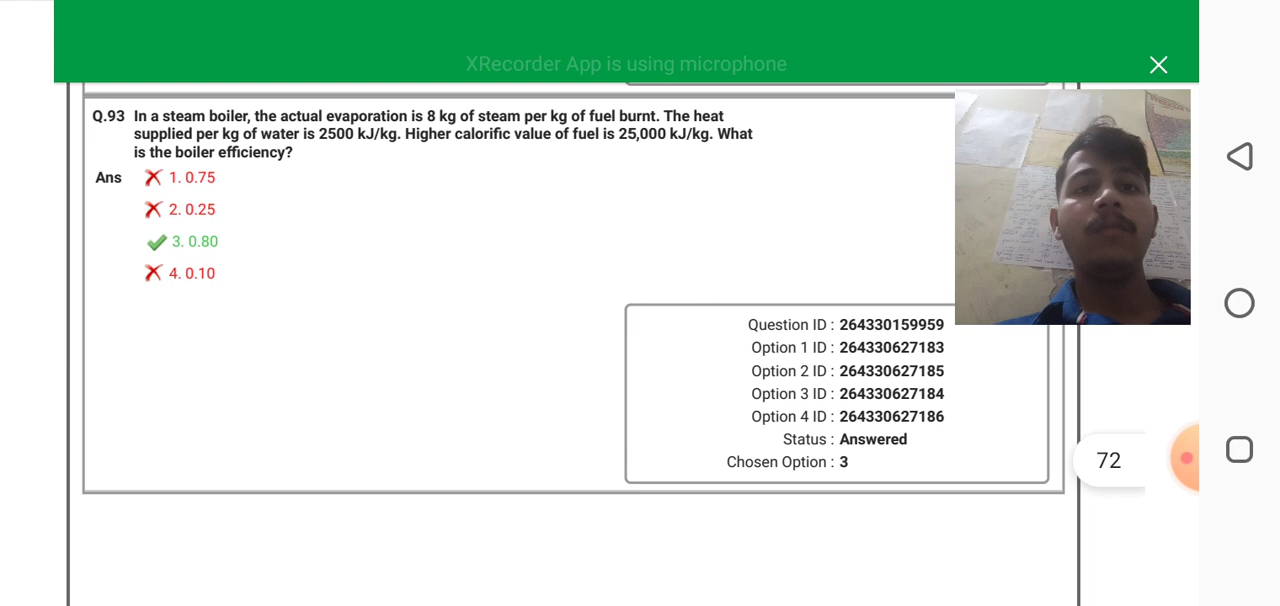 XRecorder App is using microphone
Q.93 In a steam boiler, the actual evaporation is 8 kg of steam per kg of fuel burnt. The heat
supplied per kg of water is 2500 kJ/kg. Higher calorific value of fuel is 25,000 kJ/kg. What
is the boiler efficiency?
Ans 1. 0.75
2. 0.25
3. 0.80
4. 0.10
Question ID : 264330159959
Option 1 ID : 264330627183
Option 2 ID : 264330627185
Option 3 ID : 264330627184
Option 4 ID : 264330627186
Status : Answered
Chosen Option : 3
72